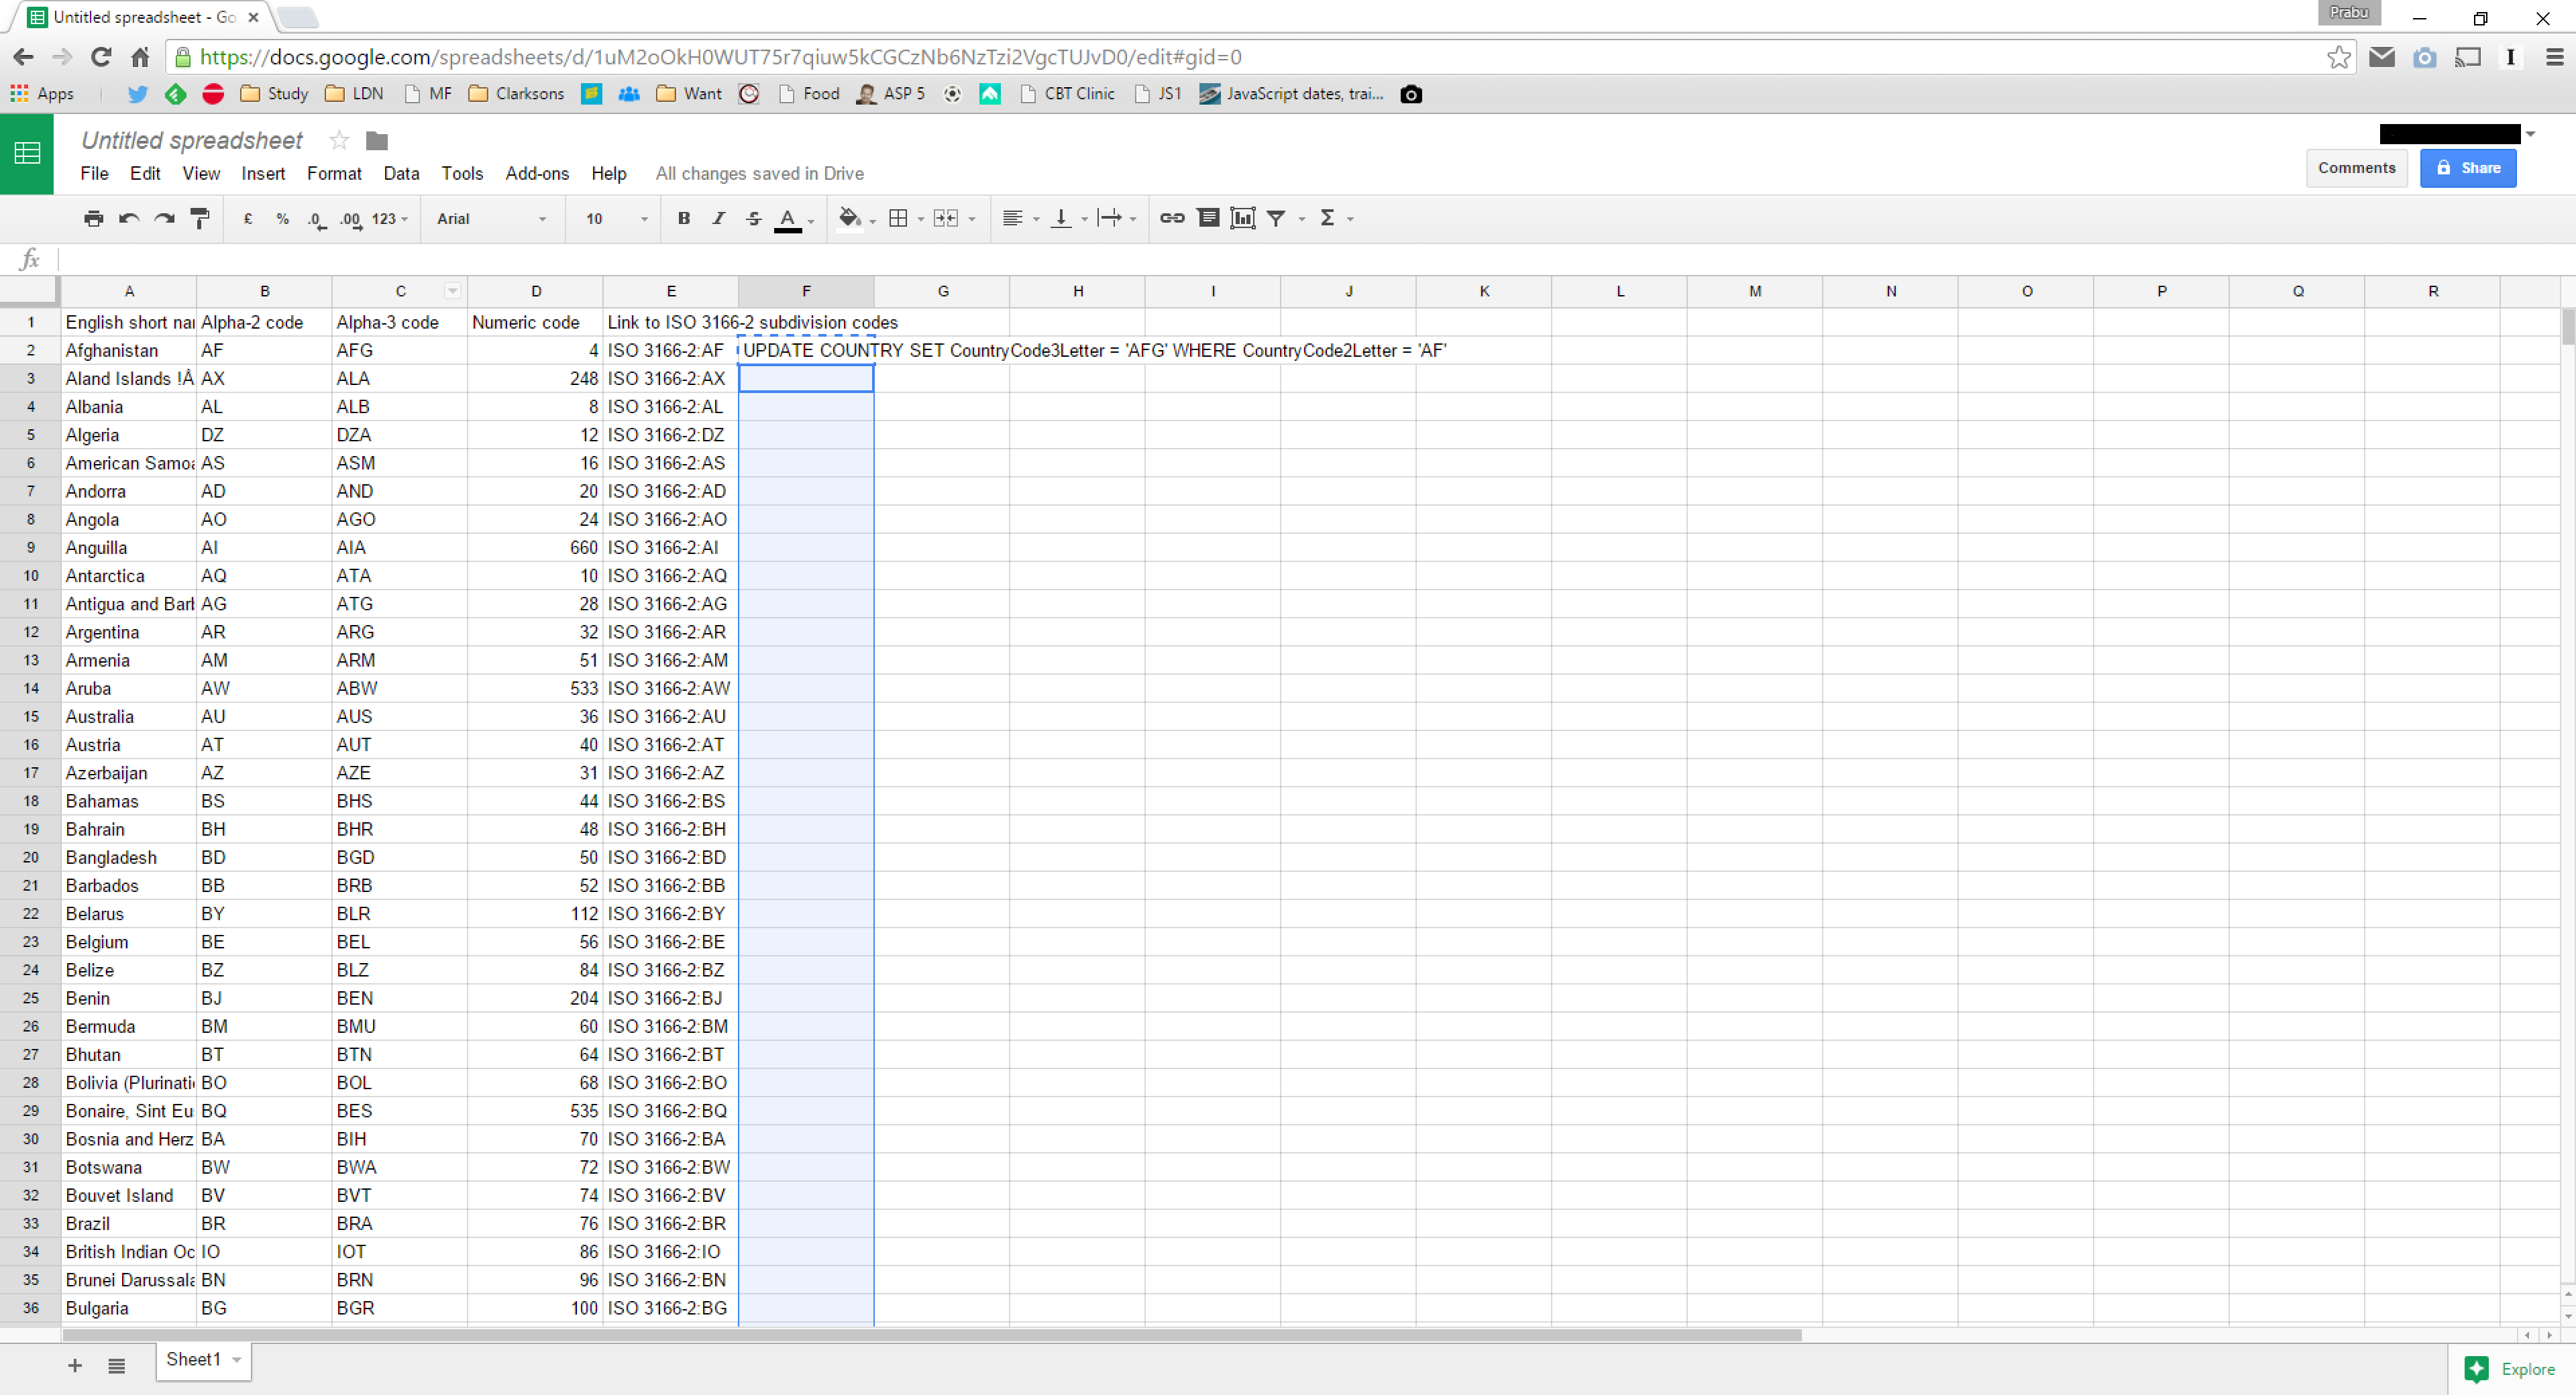 Untitled spreadsheet - Go
Prabu
https://docs.google.com/spreadsheets/d/1uM2oOkH0WUT75r7qiuw5kCGCzNb6NzTzi2VgcTUJvD0/edit#gid=0
Apps Study LDN MF Clarksons Want Food ASP 5 CBT Clinic JS1 JavaScript dates, trai...
Untitled spreadsheet
File Edit View Insert Format Data Tools Add-ons Help All changes saved in Drive
Comments Share
£ % .0 .00 123 Arial 10 B I S A Σ
fx
A B C D E F G H I J K L M N O P Q R
1 English short nar Alpha-2 code Alpha-3 code Numeric code Link to ISO 3166-2 subdivision codes
2 Afghanistan AF AFG 4 ISO 3166-2:AF UPDATE COUNTRY SET CountryCode3Letter = 'AFG' WHERE CountryCode2Letter = 'AF'
3 Aland Islands !Å AX ALA 248 ISO 3166-2:AX
4 Albania AL ALB 8 ISO 3166-2:AL
5 Algeria DZ DZA 12 ISO 3166-2:DZ
6 American Samoa AS ASM 16 ISO 3166-2:AS
7 Andorra AD AND 20 ISO 3166-2:AD
8 Angola AO AGO 24 ISO 3166-2:AO
9 Anguilla AI AIA 660 ISO 3166-2:AI
10 Antarctica AQ ATA 10 ISO 3166-2:AQ
11 Antigua and Barl AG ATG 28 ISO 3166-2:AG
12 Argentina AR ARG 32 ISO 3166-2:AR
13 Armenia AM ARM 51 ISO 3166-2:AM
14 Aruba AW ABW 533 ISO 3166-2:AW
15 Australia AU AUS 36 ISO 3166-2:AU
16 Austria AT AUT 40 ISO 3166-2:AT
17 Azerbaijan AZ AZE 31 ISO 3166-2:AZ
18 Bahamas BS BHS 44 ISO 3166-2:BS
19 Bahrain BH BHR 48 ISO 3166-2:BH
20 Bangladesh BD BGD 50 ISO 3166-2:BD
21 Barbados BB BRB 52 ISO 3166-2:BB
22 Belarus BY BLR 112 ISO 3166-2:BY
23 Belgium BE BEL 56 ISO 3166-2:BE
24 Belize BZ BLZ 84 ISO 3166-2:BZ
25 Benin BJ BEN 204 ISO 3166-2:BJ
26 Bermuda BM BMU 60 ISO 3166-2:BM
27 Bhutan BT BTN 64 ISO 3166-2:BT
28 Bolivia (Plurinati BO BOL 68 ISO 3166-2:BO
29 Bonaire, Sint Eu BQ BES 535 ISO 3166-2:BQ
30 Bosnia and Herz BA BIH 70 ISO 3166-2:BA
31 Botswana BW BWA 72 ISO 3166-2:BW
32 Bouvet Island BV BVT 74 ISO 3166-2:BV
33 Brazil BR BRA 76 ISO 3166-2:BR
34 British Indian Oc IO IOT 86 ISO 3166-2:IO
35 Brunei Darussala BN BRN 96 ISO 3166-2:BN
36 Bulgaria BG BGR 100 ISO 3166-2:BG
Sheet1
Explore